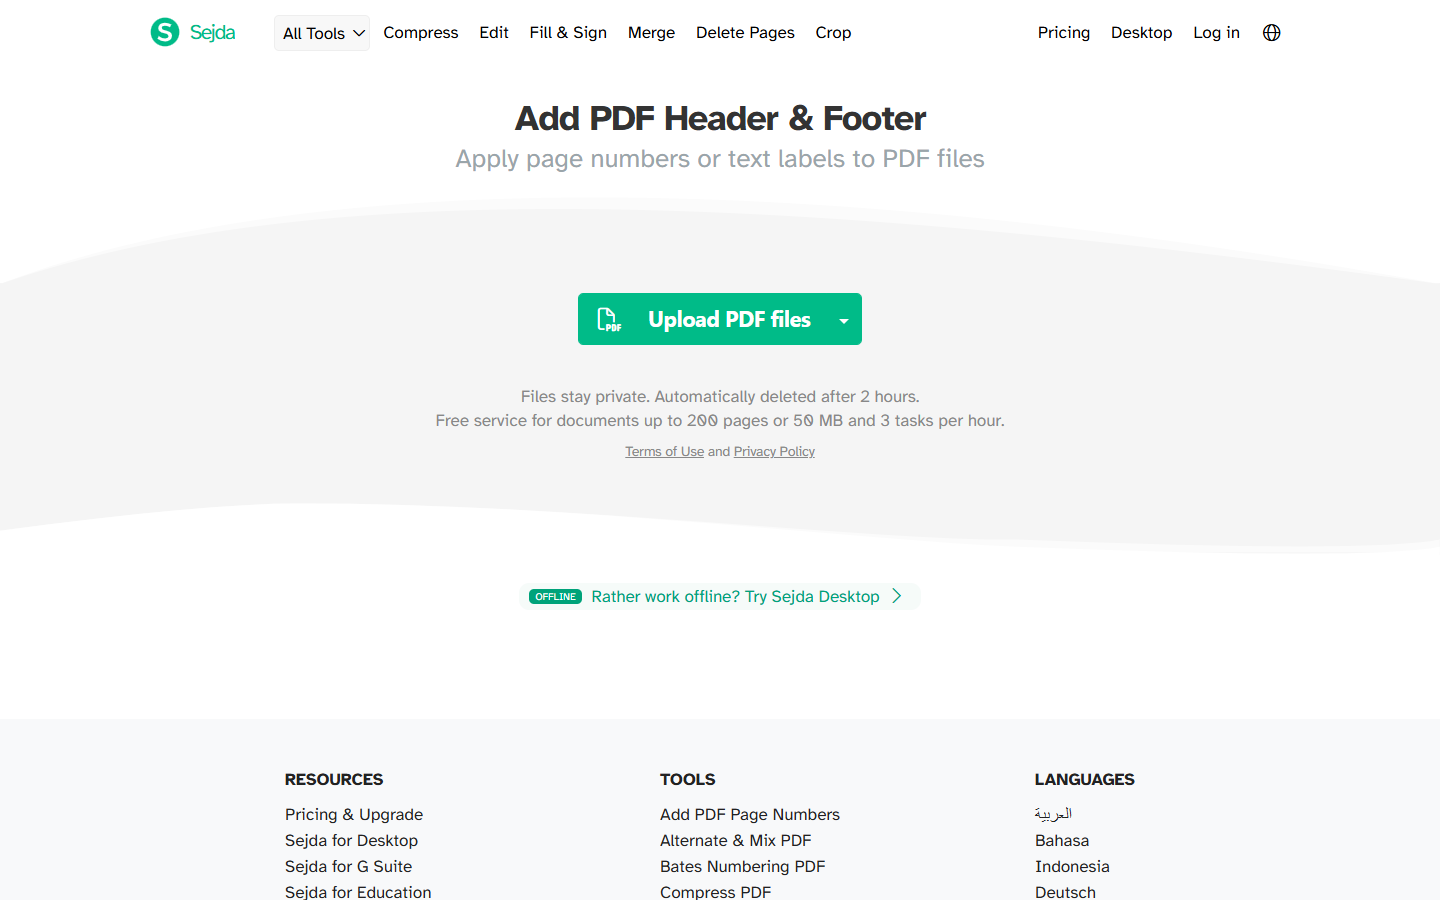 S Sejda
All Tools Compress Edit Fill & Sign Merge Delete Pages Crop Pricing Desktop Log in
Add PDF Header & Footer
Apply page numbers or text labels to PDF files
PDF Upload PDF files
Files stay private. Automatically deleted after 2 hours.
Free service for documents up to 200 pages or 50 MB and 3 tasks per hour.
Terms of Use and Privacy Policy
OFFLINE Rather work offline? Try Sejda Desktop
RESOURCES
Pricing & Upgrade
Sejda for Desktop
Sejda for G Suite
Sejda for Education
TOOLS
Add PDF Page Numbers
Alternate & Mix PDF
Bates Numbering PDF
Compress PDF
LANGUAGES
العربية
Bahasa
Indonesia
Deutsch